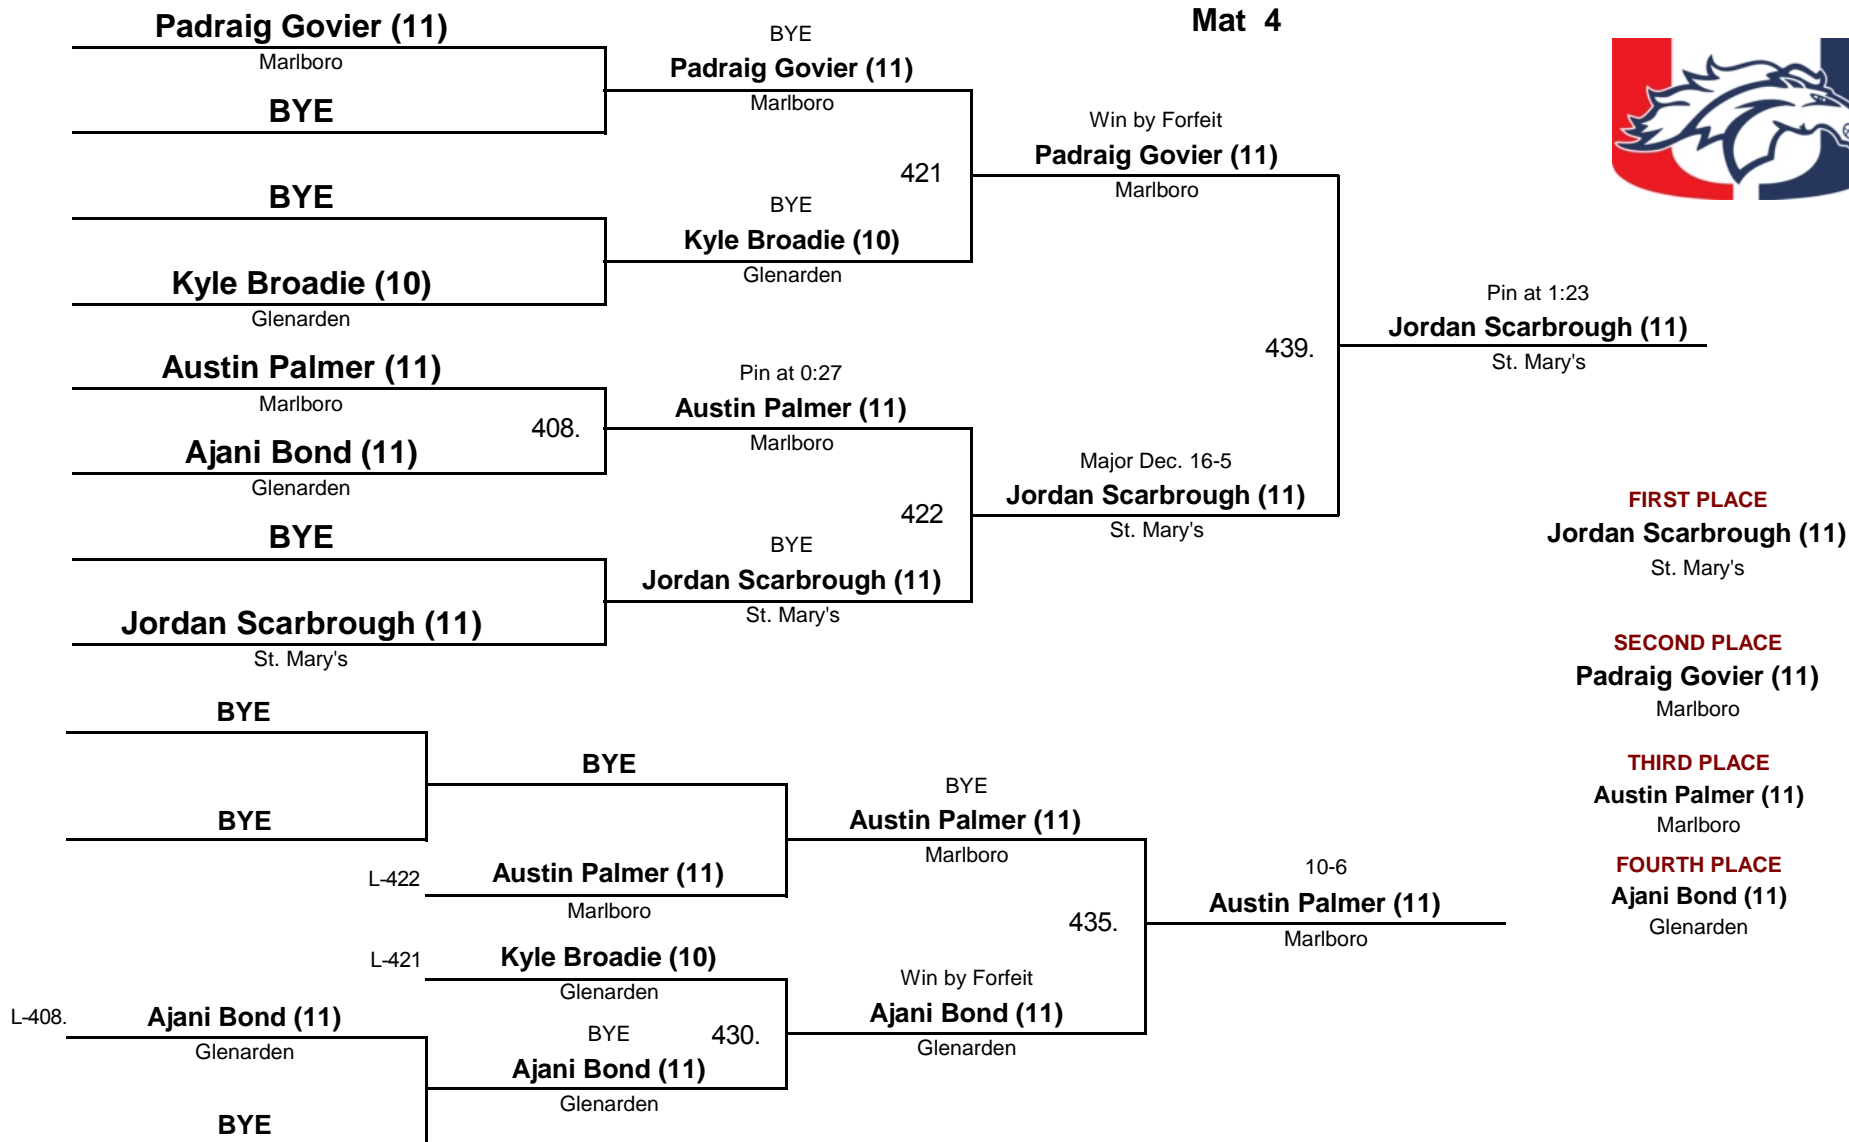 Mat 4
Padraig Govier (11)
Marlboro
BYE
BYE
Kyle Broadie (10)
Glenarden
Austin Palmer (11)
Marlboro
408.
Ajani Bond (11)
Glenarden
BYE
Jordan Scarbrough (11)
St. Mary's
BYE
Padraig Govier (11)
Marlboro
421
BYE
Kyle Broadie (10)
Glenarden
Pin at 0:27
Austin Palmer (11)
Marlboro
422
BYE
Jordan Scarbrough (11)
St. Mary's
Win by Forfeit
Padraig Govier (11)
Marlboro
439.
Major Dec. 16-5
Jordan Scarbrough (11)
St. Mary's
Pin at 1:23
Jordan Scarbrough (11)
St. Mary's
FIRST PLACE
Jordan Scarbrough (11)
St. Mary's
SECOND PLACE
Padraig Govier (11)
Marlboro
THIRD PLACE
Austin Palmer (11)
Marlboro
FOURTH PLACE
Ajani Bond (11)
Glenarden
BYE
BYE
L-408.
Ajani Bond (11)
Glenarden
BYE
BYE
L-422
Austin Palmer (11)
Marlboro
L-421
Kyle Broadie (10)
Glenarden
BYE
430.
Ajani Bond (11)
Glenarden
BYE
Austin Palmer (11)
Marlboro
435.
Win by Forfeit
Ajani Bond (11)
Glenarden
10-6
Austin Palmer (11)
Marlboro